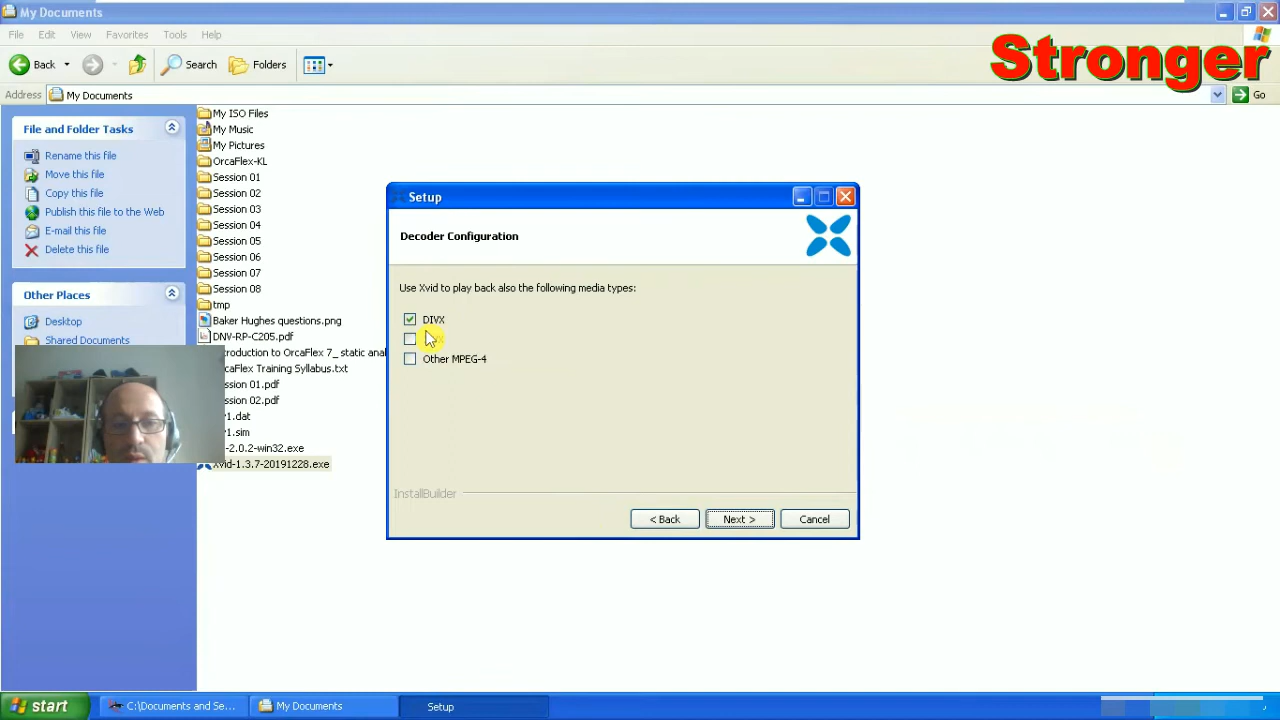 My Documents
File Edit View Favorites Tools Help
Back Search Folders
Stronger
Address My Documents Go
File and Folder Tasks
Rename this file
Move this file
Copy this file
Publish this file to the Web
E-mail this file
Delete this file
Other Places
Desktop
Shared Documents
My ISO Files
My Music
My Pictures
OrcaFlex-KL
Session 01
Session 02
Session 03
Session 04
Session 05
Session 06
Session 07
Session 08
tmp
Baker Hughes questions.png
DNV-RP-C205.pdf
troduction to OrcaFlex 7_ static anal
rcaFlex Training Syllabus.txt
ession 01.pdf
ession 02.pdf
v1.dat
v1.sim
-2.0.2-win32.exe
Xvid-1.3.7-20191228.exe
Setup
Decoder Configuration
Use Xvid to play back also the following media types:
DIVX
Other MPEG-4
InstallBuilder
< Back Next > Cancel
start C:\Documents and Se... My Documents Setup